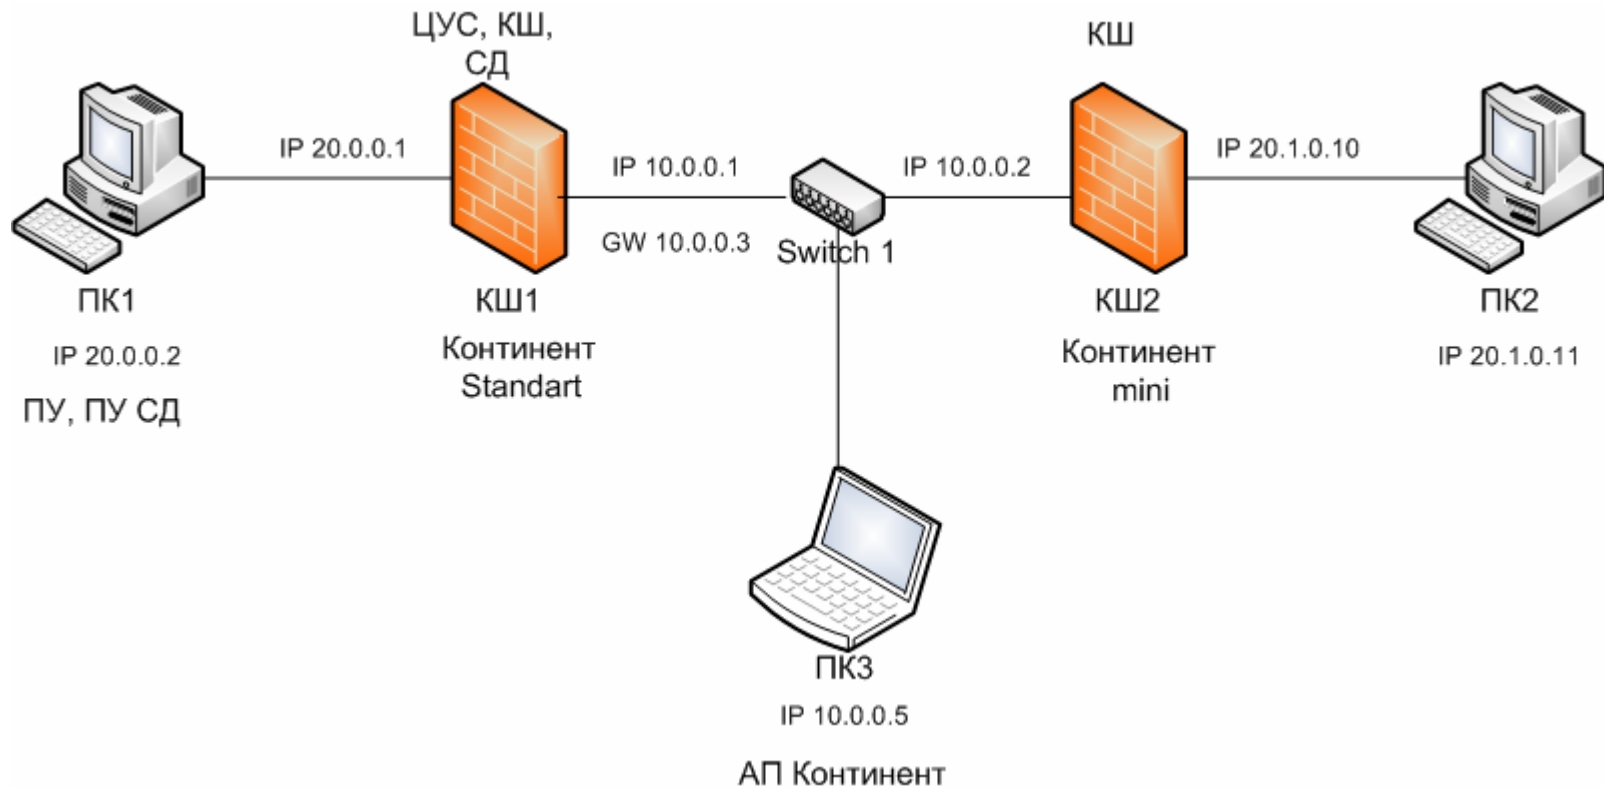 ЦУС, КШ,
СД
КШ
IP 20.0.0.1
IP 10.0.0.1
IP 10.0.0.2
IP 20.1.0.10
GW 10.0.0.3
Switch 1
ПК1
КШ1
КШ2
ПК2
IP 20.0.0.2
Континент
Standart
Континент
mini
IP 20.1.0.11
ПУ, ПУ СД
ПК3
IP 10.0.0.5
АП Континент